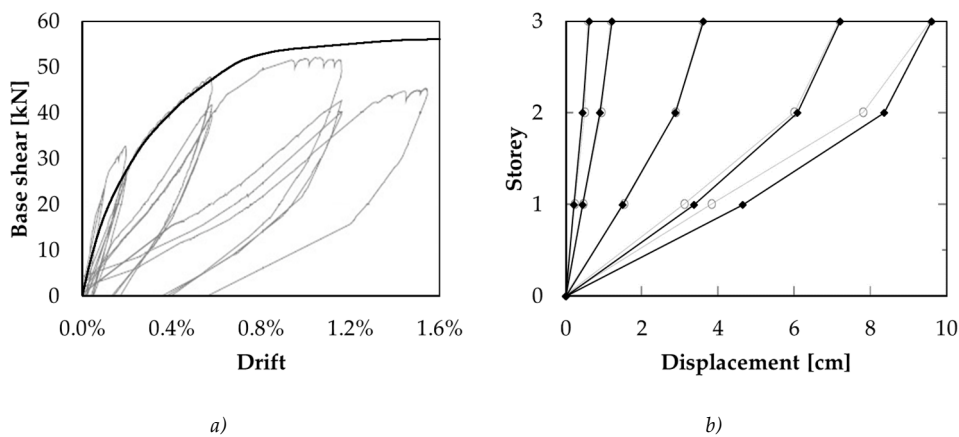 60
50
40
30
20
10
0
Base shear [kN]
0.0% 0.4% 0.8% 1.2% 1.6%
Drift
a)
3
2
1
0
Storey
0 2 4 6 8 10
Displacement [cm]
b)